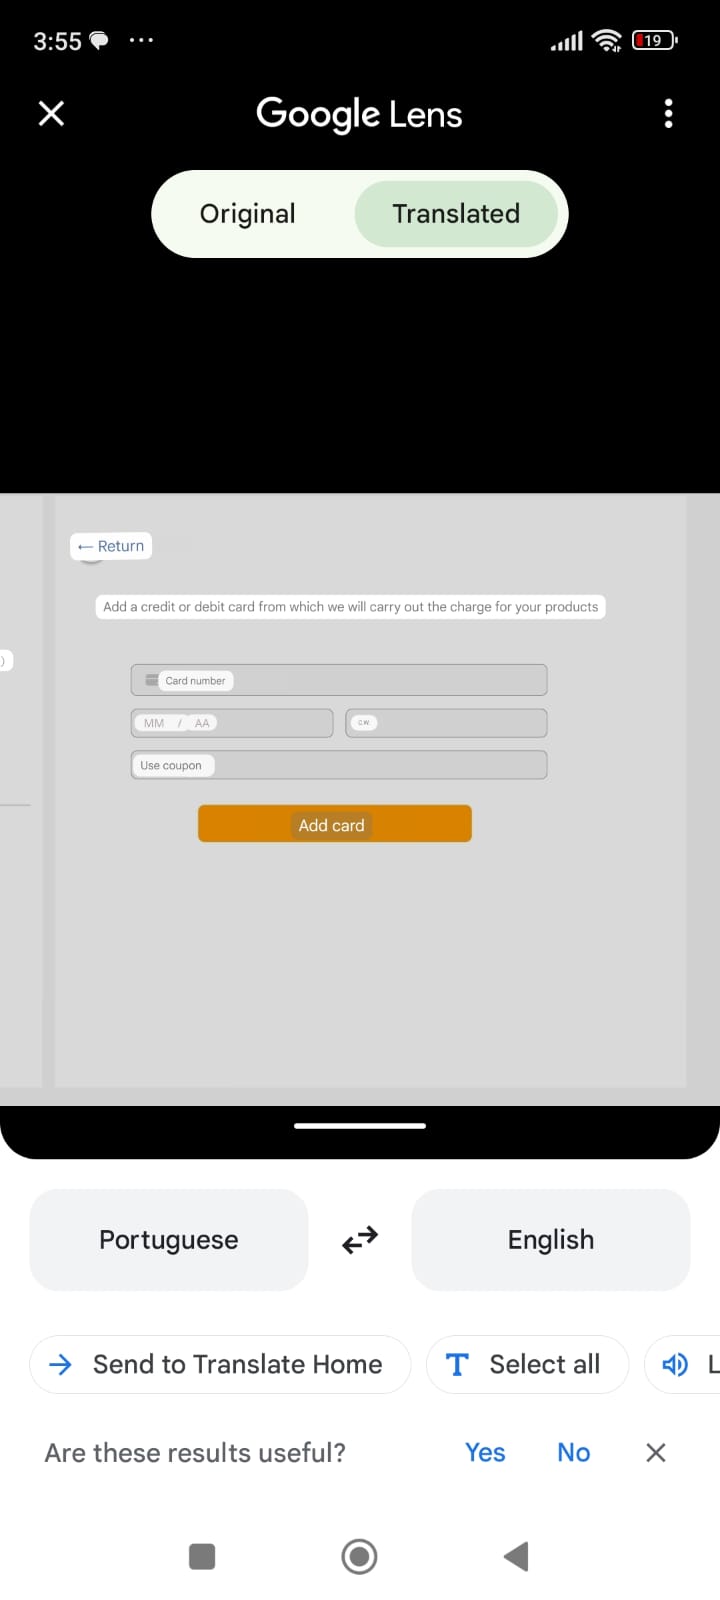 3:55
19
Google Lens
Original
Translated
← Return
Add a credit or debit card from which we will carry out the charge for your products
)
Card number
MM / AA
Use coupon
Add card
Portuguese
English
Send to Translate Home
Select all
L
Are these results useful?
Yes
No